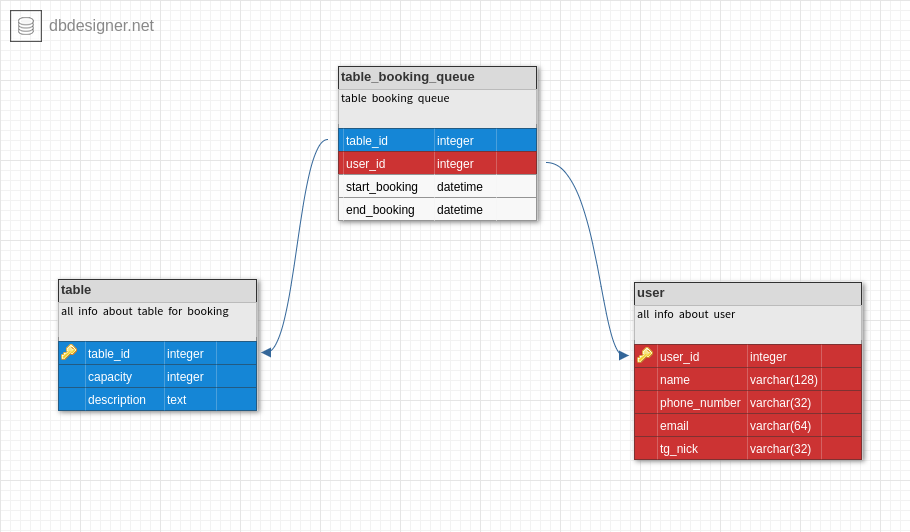 dbdesigner.net
table_booking_queue
table booking queue
table_id integer
user_id integer
start_booking datetime
end_booking datetime
table
all info about table for booking
table_id integer
capacity integer
description text
user
all info about user
user_id integer
name varchar(128)
phone_number varchar(32)
email varchar(64)
tg_nick varchar(32)